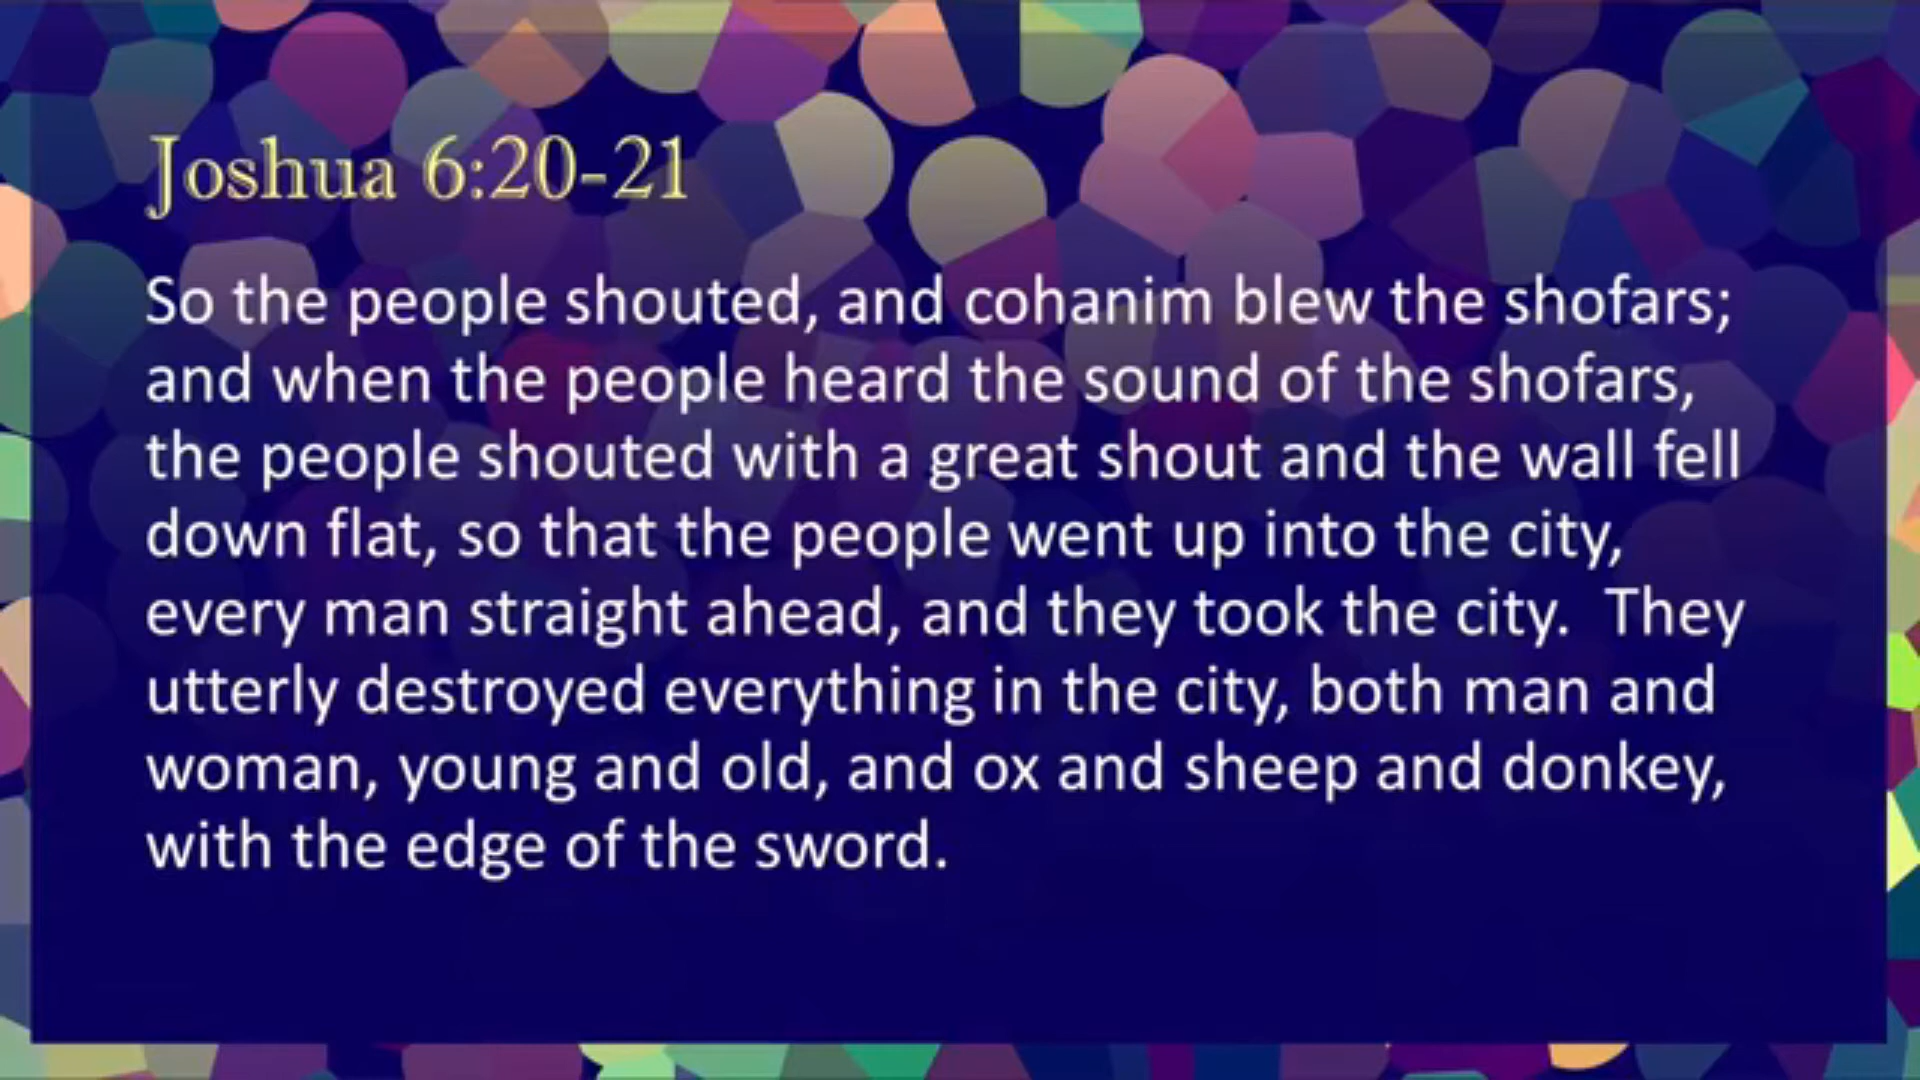 Joshua 6:20-21
So the people shouted, and cohanim blew the shofars;
and when the people heard the sound of the shofars,
the people shouted with a great shout and the wall fell
down flat, so that the people went up into the city,
every man straight ahead, and they took the city.  They
utterly destroyed everything in the city, both man and
woman, young and old, and ox and sheep and donkey,
with the edge of the sword.